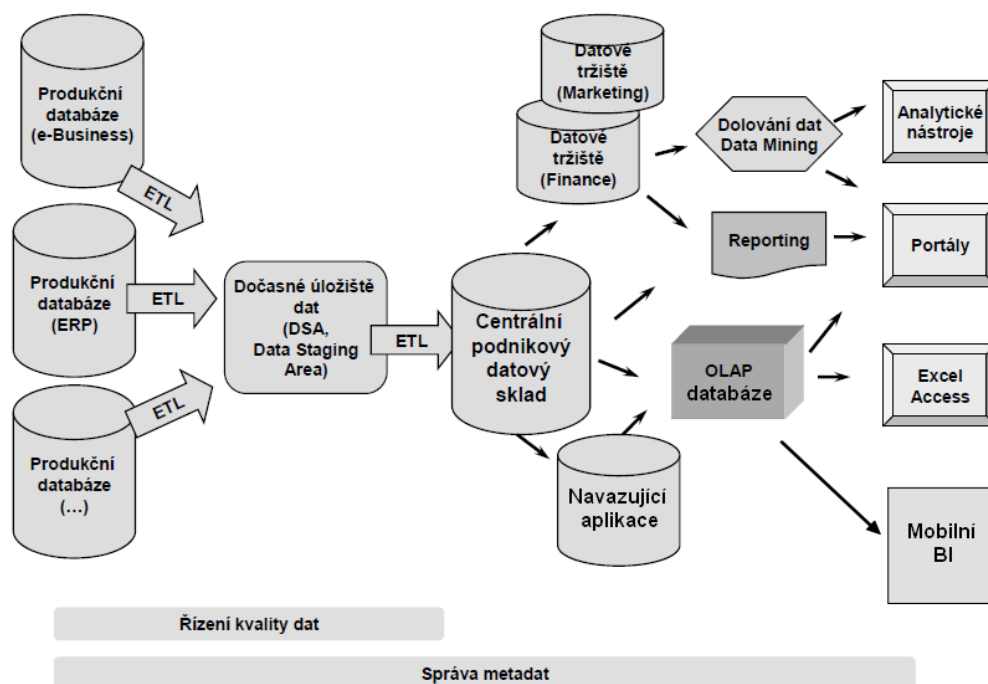 Produkční
databáze
(e-Business)
ETL
Produkční
databáze
(ERP)
ETL
Produkční
databáze
(...)
ETL
Dočasné úložiště
dat
(DSA,
Data Staging
Area)
ETL
Centrální
podnikový
datový
sklad
Datové
tržiště
(Marketing)
Datové
tržiště
(Finance)
Navazující
aplikace
Dolování dat
Data Mining
Reporting
OLAP
databáze
Analytické
nástroje
Portály
Excel
Access
Mobilní
BI
Řízení kvality dat
Správa metadat